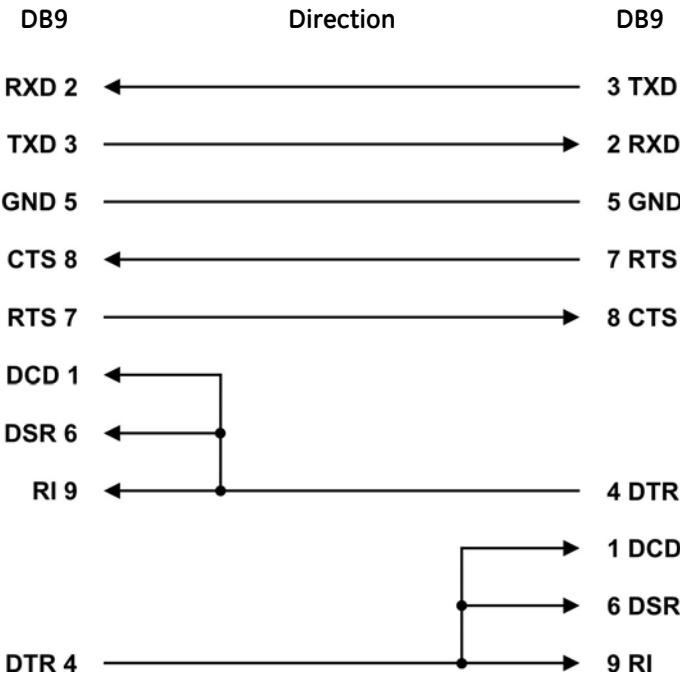 DB9 Direction DB9
RXD 2 3 TXD
TXD 3 2 RXD
GND 5 5 GND
CTS 8 7 RTS
RTS 7 8 CTS
DCD 1
DSR 6
RI 9 4 DTR
1 DCD
6 DSR
DTR 4 9 RI